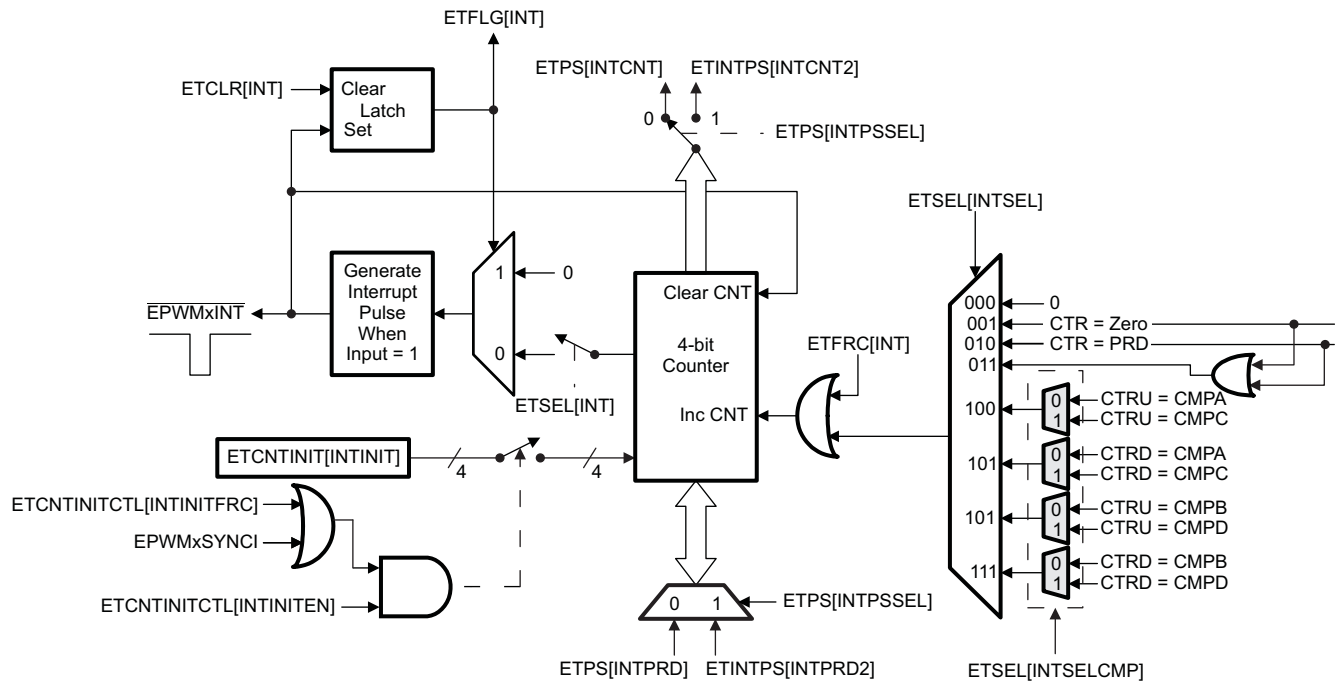 ETFLG[INT]
ETCLR[INT]
Clear
Latch
Set
ETPS[INTCNT]
ETINTPS[INTCNT2]
0
1
ETPS[INTPSSEL]
EPWMxINT
Generate
Interrupt
Pulse
When
Input = 1
1
0
0
ETSEL[INT]
Clear CNT
4-bit
Counter
Inc CNT
ETFRC[INT]
ETSEL[INTSEL]
000
0
001
CTR = Zero
010
CTR = PRD
011
100
0
CTRU = CMPA
1
CTRU = CMPC
101
0
CTRD = CMPA
1
CTRD = CMPC
101
0
CTRU = CMPB
1
CTRU = CMPD
111
0
CTRD = CMPB
1
CTRD = CMPD
ETSEL[INTSELCMP]
ETCNTINIT[INTINIT]
4
4
ETCNTINITCTL[INTINITFRC]
EPWMxSYNCI
ETCNTINITCTL[INTINITEN]
0
1
ETPS[INTPSSEL]
ETPS[INTPRD]
ETINTPS[INTPRD2]